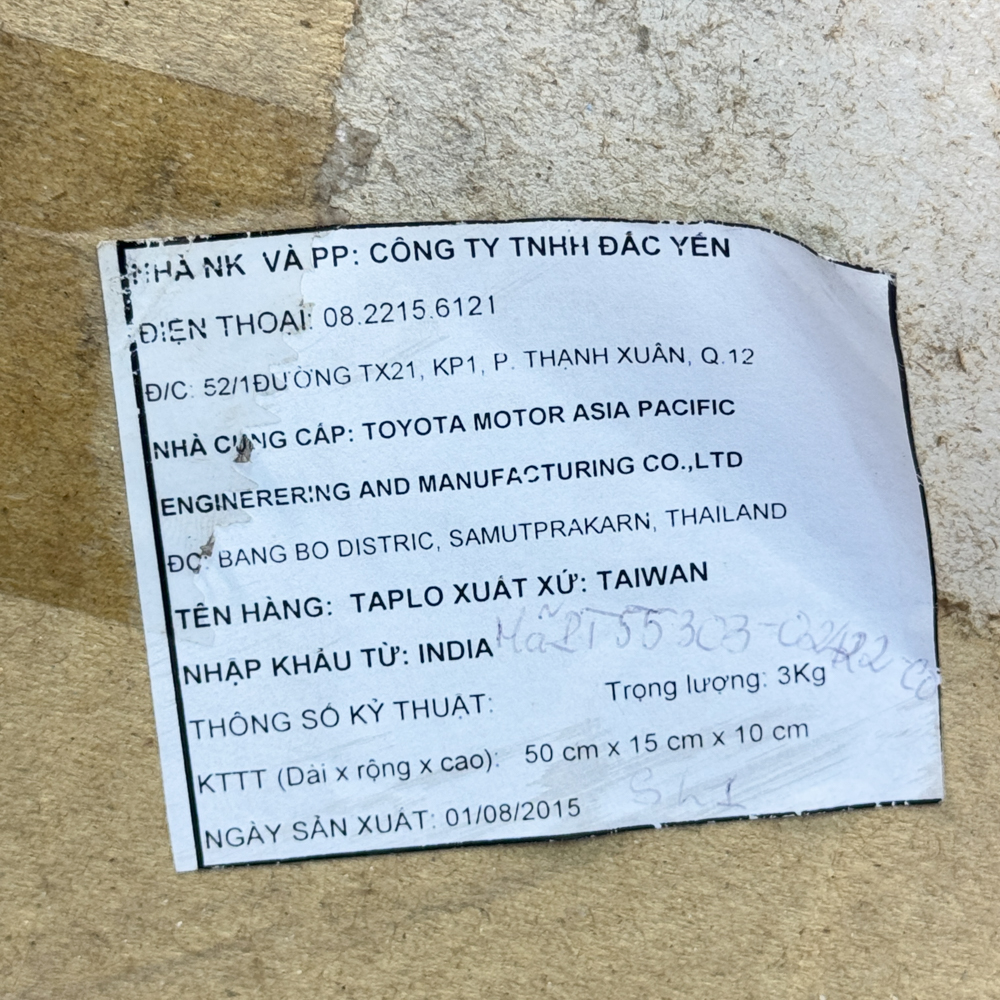 NHÀ NK VÀ PP: CÔNG TY TNHH ĐẮC YẾN
ĐIỆN THOẠI: 08.2215.6121
Đ/C: 52/1ĐƯỜNG TX21, KP1, P. THẠNH XUÂN, Q.12
NHÀ CUNG CẤP: TOYOTA MOTOR ASIA PACIFIC
ENGINERERING AND MANUFACTURING CO.,LTD
ĐC: BANG BO DISTRIC, SAMUTPRAKARN, THAILAND
TÊN HÀNG: TAPLO XUẤT XỨ: TAIWAN
NHẬP KHẨU TỪ: INDIA Mã
THÔNG SỐ KỸ THUẬT: Trọng lượng: 3Kg
KTTT (Dài x rộng x cao): 50 cm x 15 cm x 10 cm
NGÀY SẢN XUẤT: 01/08/2015